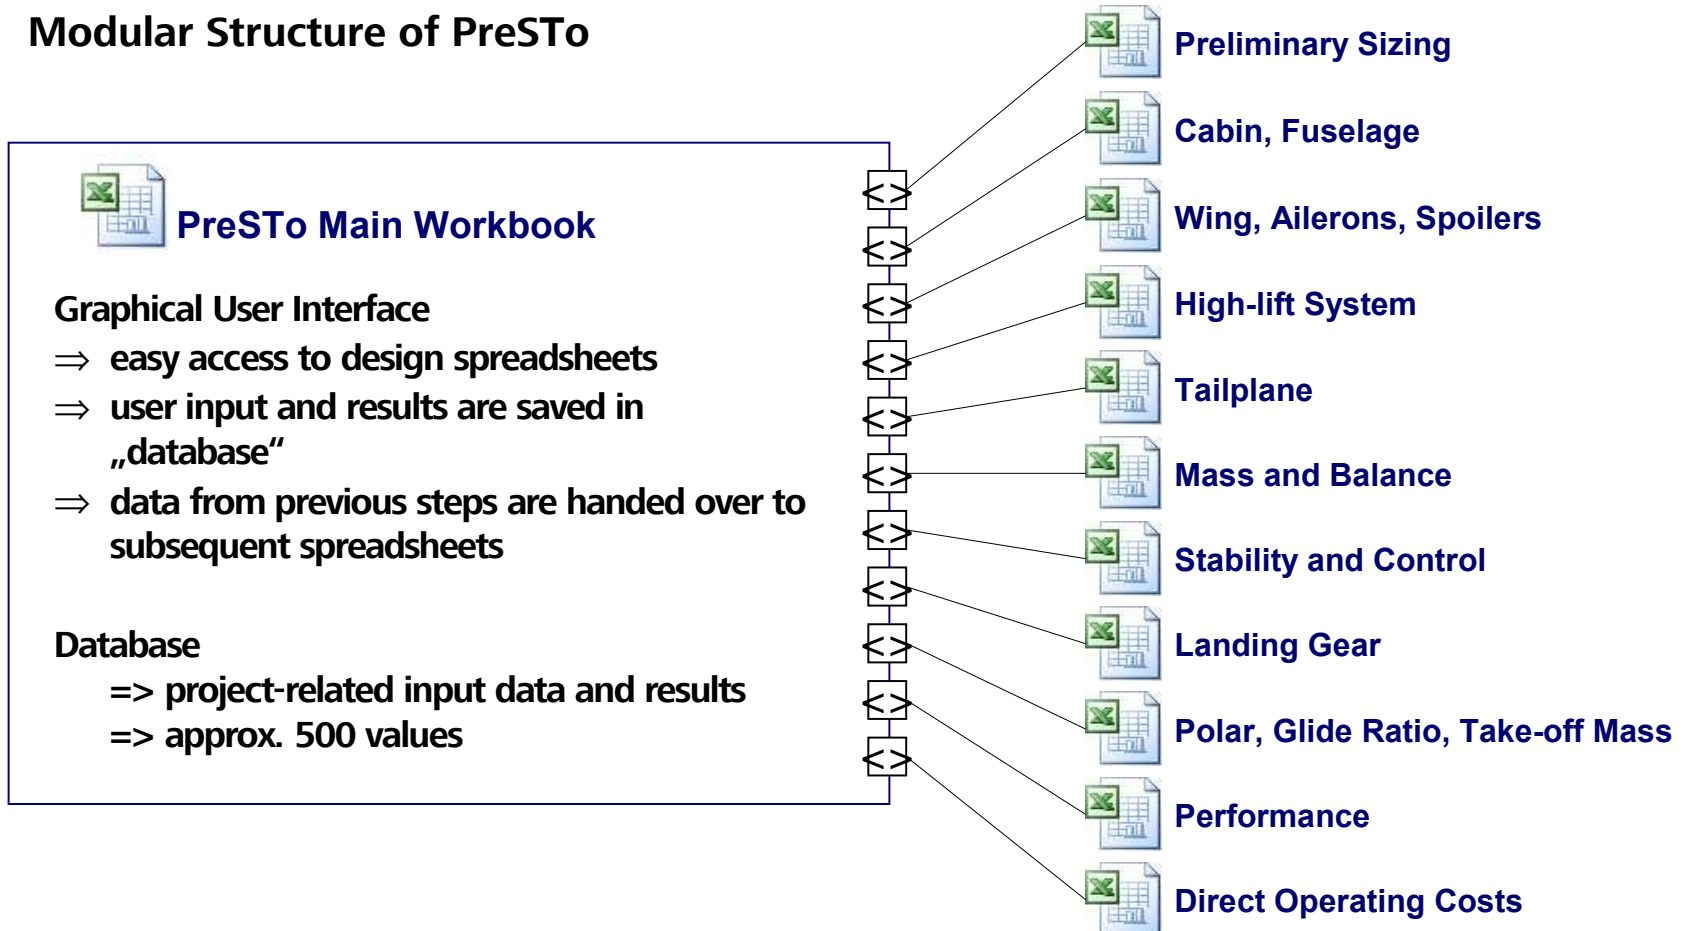 Modular Structure of PreSTo
PreSTo Main Workbook
Graphical User Interface
⇒ easy access to design spreadsheets
⇒ user input and results are saved in
„database“
⇒ data from previous steps are handed over to
subsequent spreadsheets
Database
=> project-related input data and results
=> approx. 500 values
< >
< >
< >
< >
< >
< >
< >
< >
< >
< >
< >
Preliminary Sizing
Cabin, Fuselage
Wing, Ailerons, Spoilers
High-lift System
Tailplane
Mass and Balance
Stability and Control
Landing Gear
Polar, Glide Ratio, Take-off Mass
Performance
Direct Operating Costs